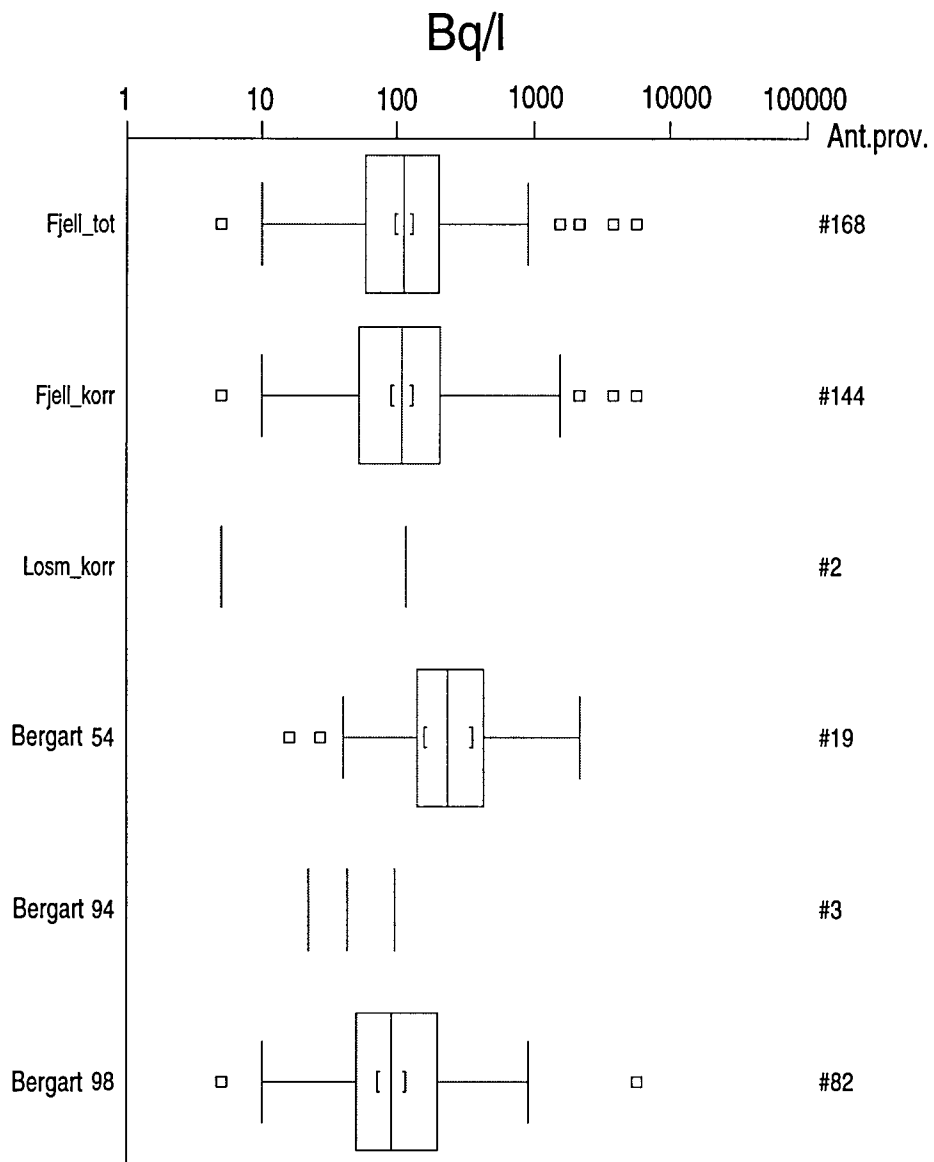 Bq/l
1 10 100 1000 10000 100000
Ant.prov.
Fjell_tot #168
Fjell_korr #144
Losm_korr #2
Bergart 54 #19
Bergart 94 #3
Bergart 98 #82